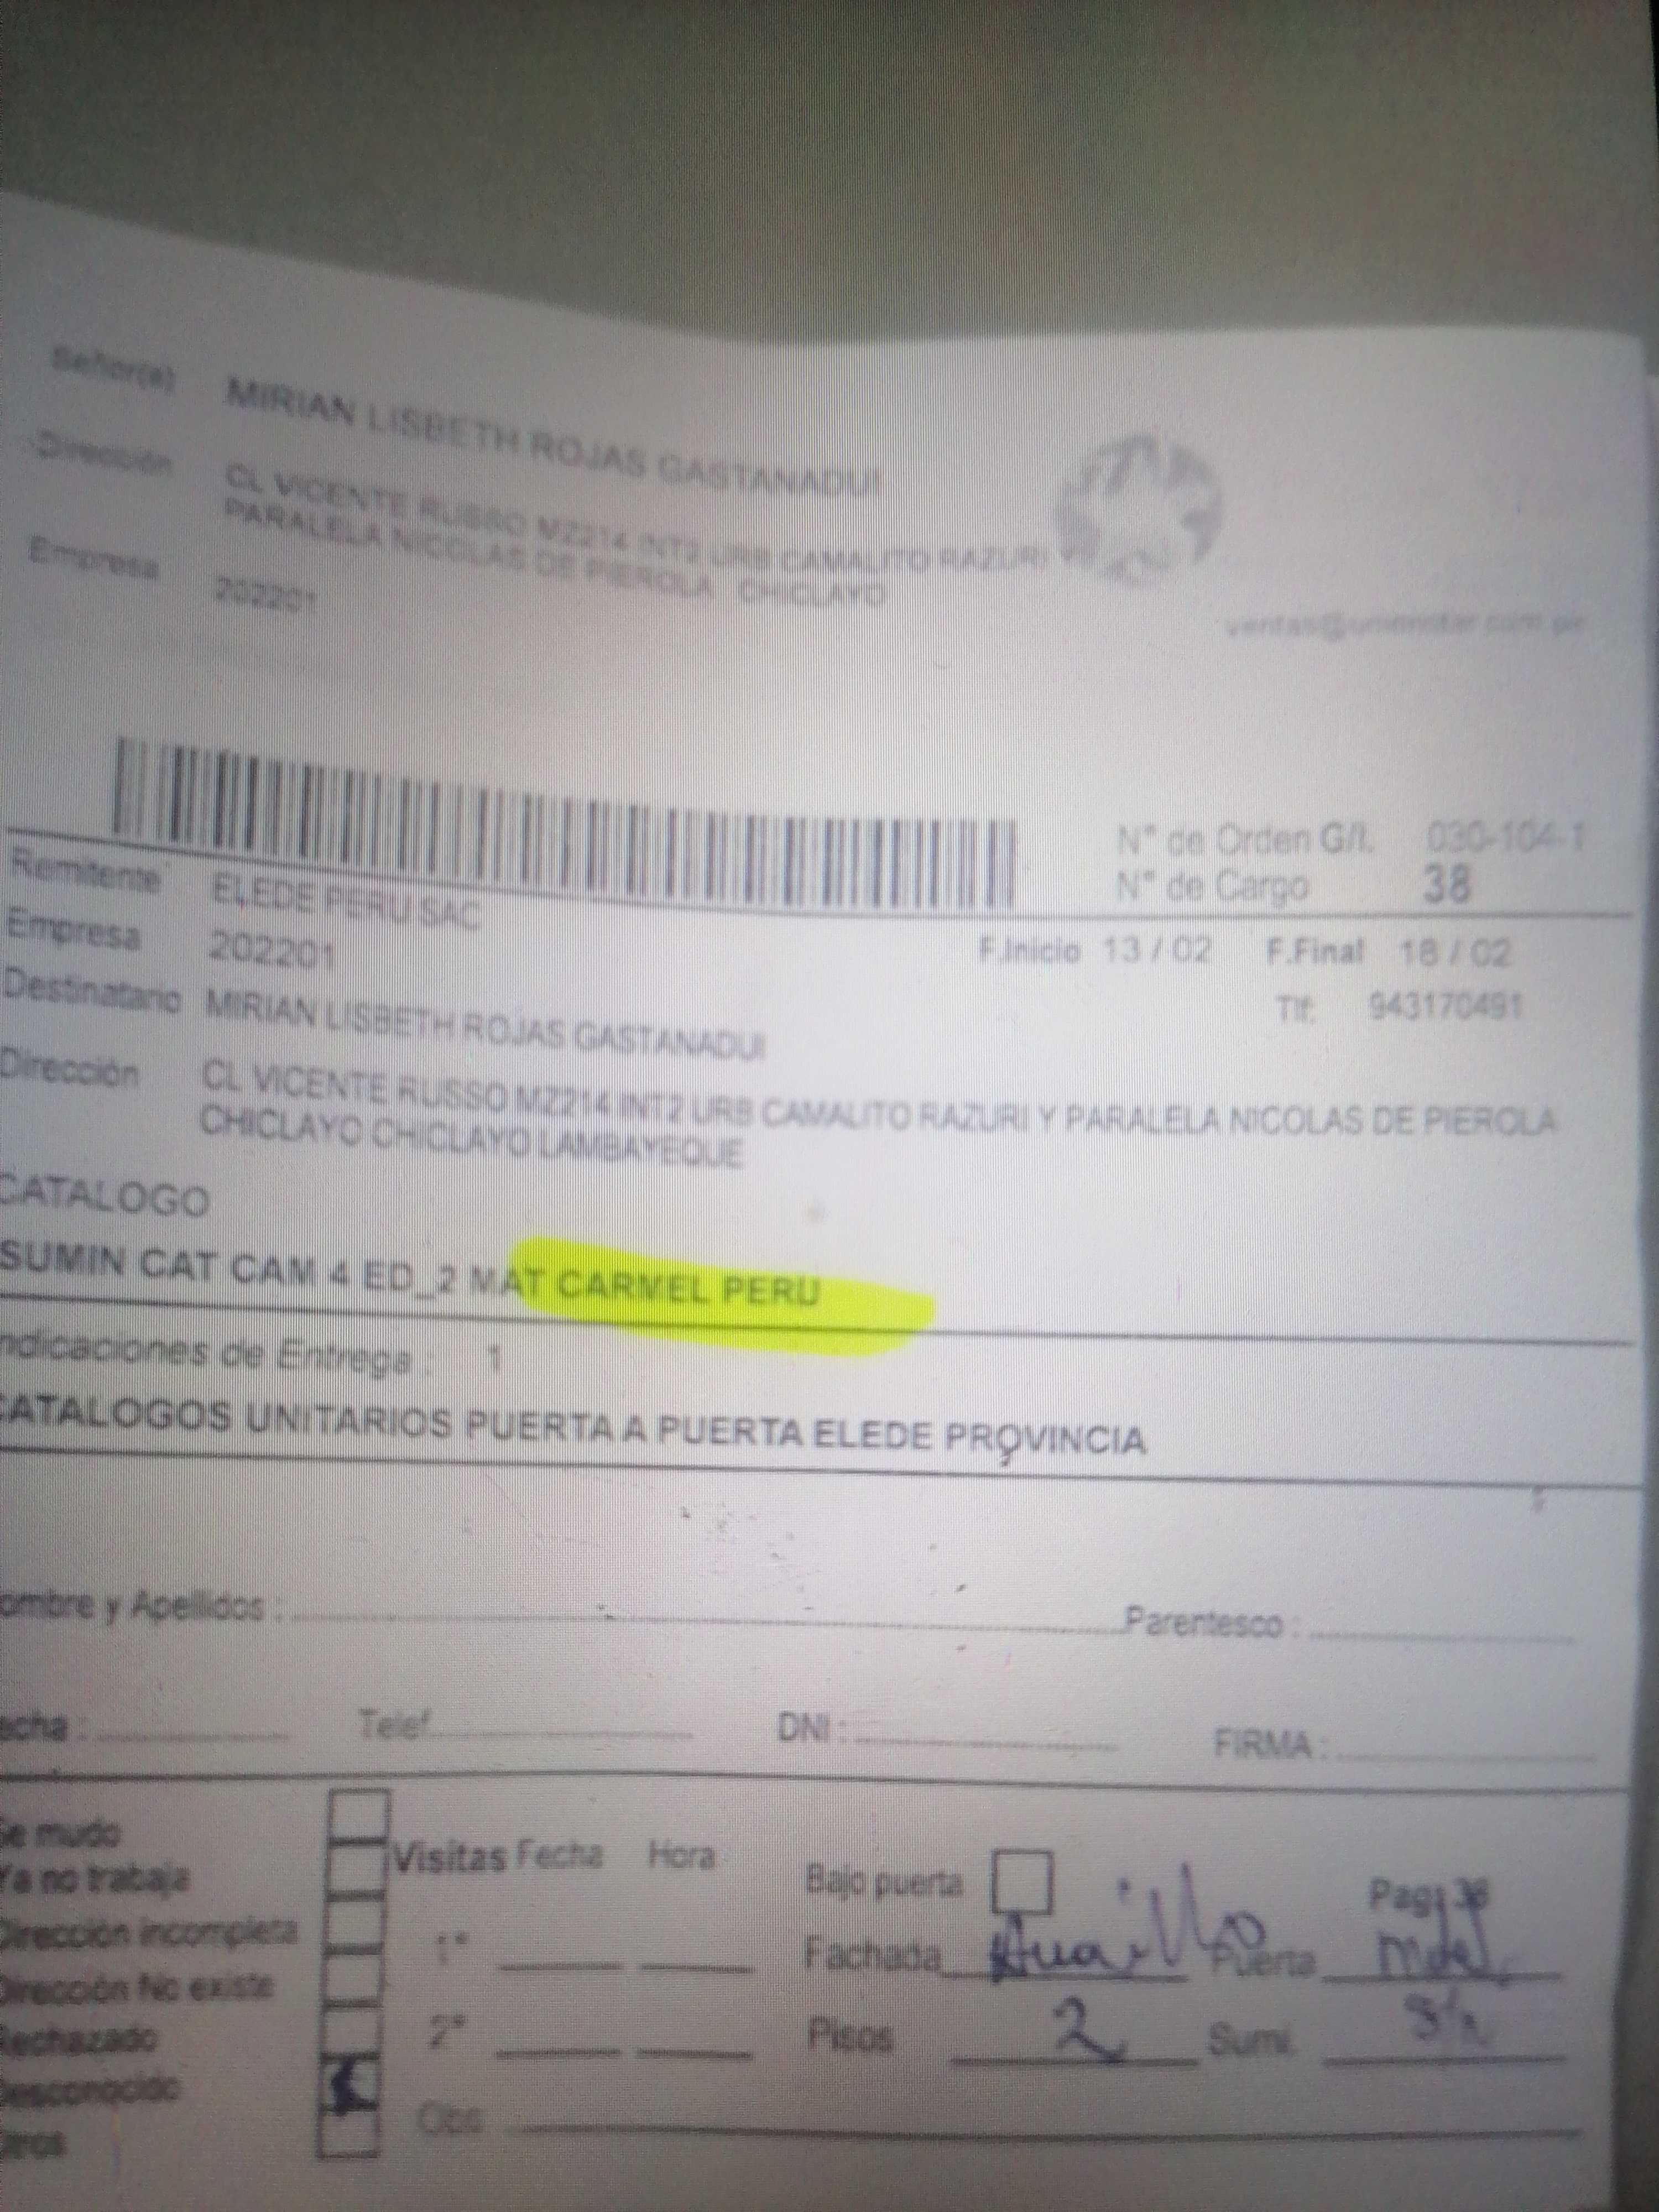 Señor(a) MIRIAN LISBETH ROJAS GASTANADUI
Dirección CL VICENTE RUSSO MZ214 INT2 URB CAMALITO RAZURI
PARALELA NICOLAS DE PIEROLA CHICLAYO
Empresa 202201
N° de Orden G/I. 030-104-1
N° de Cargo 38
Remitente ELEDE PERU SAC
Empresa 202201 F.Inicio 13 / 02 F.Final 18 / 02
Destinatario MIRIAN LISBETH ROJAS GASTANADUI Tlf: 943170491
Dirección CL VICENTE RUSSO MZ214 INT2 URB CAMALITO RAZURI Y PARALELA NICOLAS DE PIEROLA
CHICLAYO CHICLAYO LAMBAYEQUE
CATALOGO
SUMIN CAT CAM 4 ED_2 MAT CARMEL PERU
ndicaciones de Entrega : 1
CATALOGOS UNITARIOS PUERTA A PUERTA ELEDE PROVINCIA
ombre y Apellidos : Parentesco :
echa : Telef. DNI : FIRMA :
Se mudo
Ya no trabaja Visitas Fecha Hora Bajo puerta Pag: 38
Dirección incompleta 1° Fachada Puerta
Dirección No existe
Rechazado 2° Pisos 2 Sumi.
Desconocido
Obs